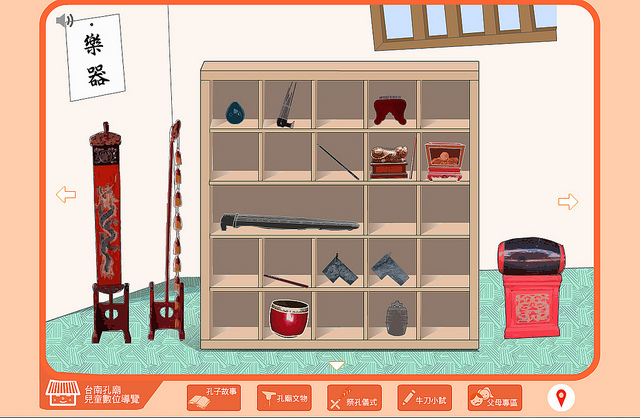 樂
器
台南孔廟
兒童數位導覽
孔子故事
孔廟文物
祭孔儀式
牛刀小試
父母專區